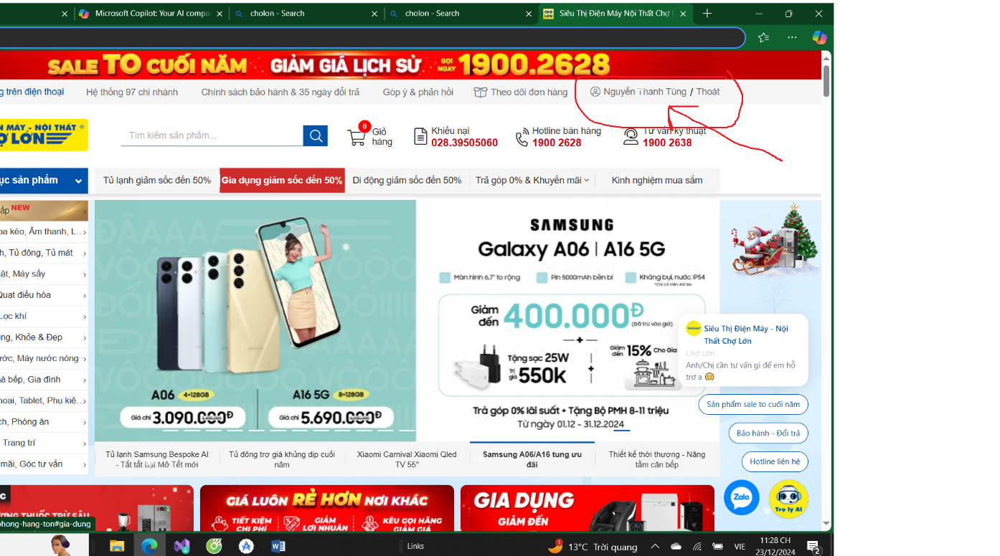 Microsoft Copilot: Your AI compa
cholon - Search
cholon - Search
Siêu Thị Điện Máy Nội Thất Chợ
SALE TO CUỐI NĂM GIẢM GIÁ LỊCH SỬ GỌI NGAY 1900.2628
g trên điện thoại
Hệ thống 97 chi nhánh
Chính sách bảo hành & 35 ngày đổi trả
Góp ý & phản hồi
Theo dõi đơn hàng
Nguyễn Thanh Tùng / Thoát
N MÁY - NỘI THẤT ®
Ợ LỚN
Tìm kiếm sản phẩm...
0
Giỏ
hàng
Khiếu nại
028.39505060
Hotline bán hàng
1900 2628
Tư vấn kỹ thuật
1900 2638
ục sản phẩm
Tủ lạnh giảm sốc đến 50%
Gia dụng giảm sốc đến 50%
Di động giảm sốc đến 50%
Trả góp 0% & Khuyến mãi
Kinh nghiệm mua sắm
ấp NEW
oa kéo, Âm thanh, L...
h, Tủ đông, Tủ mát
iặt, Máy sấy
Quạt điều hòa
Lọc khí
ng, Khỏe & Đẹp
ước, Máy nước nóng
hà bếp, Gia đình
hoại, Tablet, Phụ kiệ...
ch, Phòng ăn
Trang trí
mãi, Góc tư vấn
A06 4+128GB
Giá chỉ 3.090.000Đ
A16 5G 8+128GB
Giá chỉ 5.690.000Đ
SAMSUNG
Galaxy A06 | A16 5G
Màn hình 6.7" to rộng
Pin 5000mAh bền bỉ
Kháng bụi, nước IP54
*Chỉ có trên A16 5G
Giảm đến 400.000Đ (Đã trừ vào giá)
+
Tặng sạc 25W
Trị giá 550k
+
Giảm đến 15% Cho Gia
Trả góp 0% lãi suất + Tặng Bộ PMH 8-11 triệu
Từ ngày 01.12 - 31.12.2024
Siêu Thị Điện Máy - Nội
Thất Chợ Lớn
Chợ Lớn
Anh/Chị cần tư vấn gì để em hỗ
trợ ạ
Sản phẩm sale to cuối năm
Bảo hành - Đổi trả
Hotline liên hệ
Zalo
Trợ lý AI
Tủ lạnh Samsung Bespoke AI
- Tất tất bật Mở Tết mới
Tủ đông trợ giá khủng dịp cuối
năm
Xiaomi Carnival Xiaomi Qled
TV 55"
Samsung A06/A16 tung ưu
đãi
Thiết kế thời thượng - Nâng
tầm căn bếp
C
ƯƠNG THUỐC TRỪ SÂU
GIÁ LUÔN RẺ HƠN NƠI KHÁC
TIẾT KIỆM
CHI PHÍ
GIẢM
LỢI NHUẬN
KÊU GỌI HÃNG
GIẢM GIÁ
GIA DỤNG
GIẢM ĐẾN
phong-hang-ton#gia-dung
Links
1
13°C Trời quang
VIE
11:28 CH
23/12/2024
2